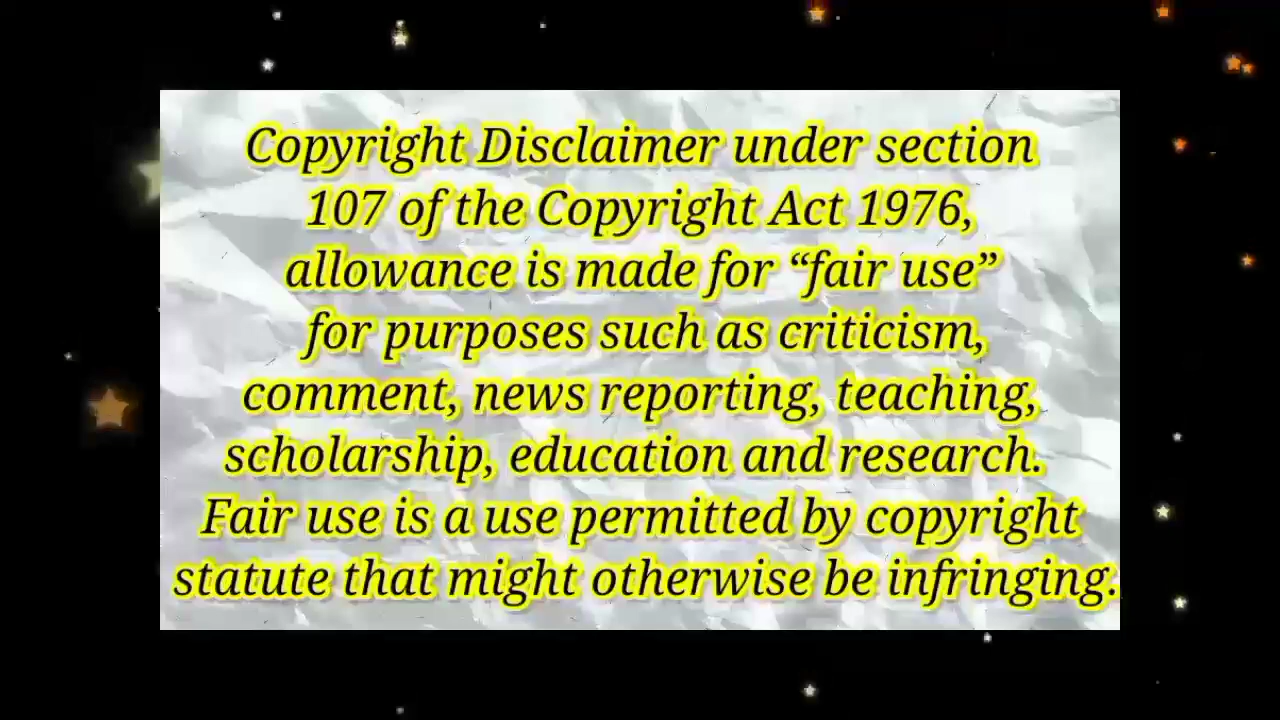 Copyright Disclaimer under section
107 of the Copyright Act 1976,
allowance is made for “fair use”
for purposes such as criticism,
comment, news reporting, teaching,
scholarship, education and research.
Fair use is a use permitted by copyright
statute that might otherwise be infringing.